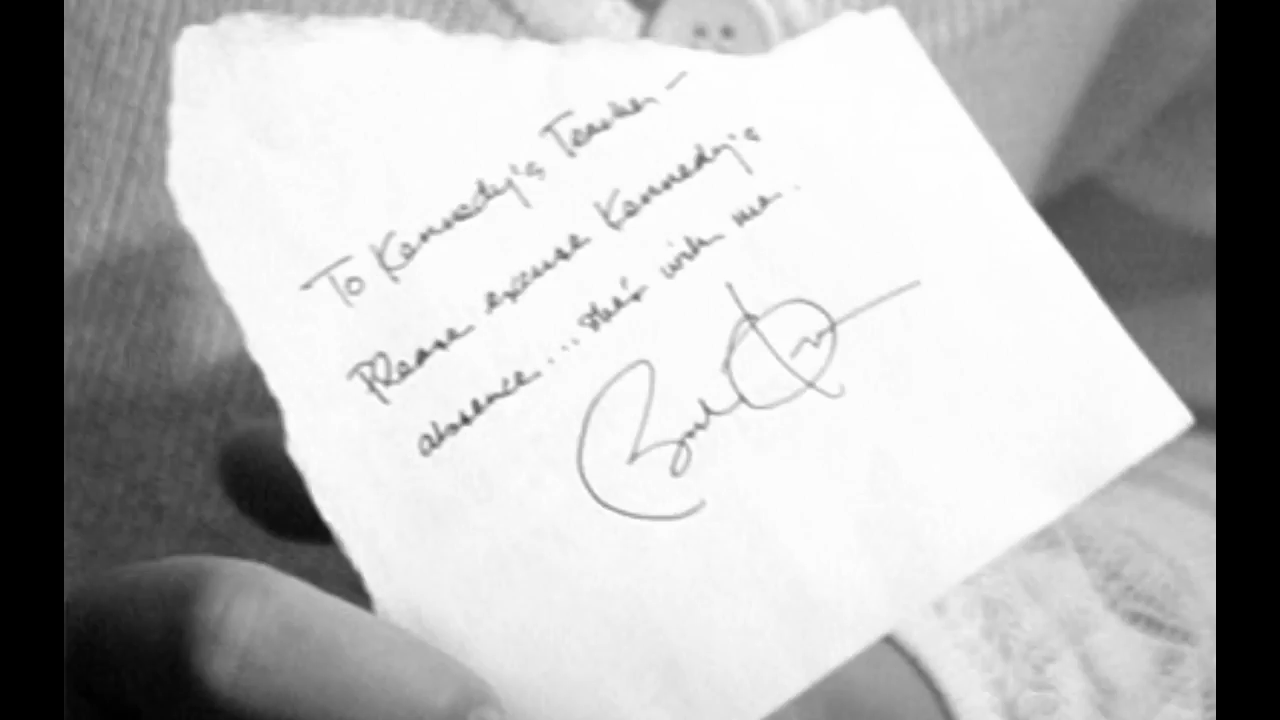 To Kennedy's Teacher—
Please excuse Kennedy's
absence... she's with me.